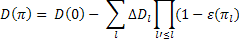 D(π) = D(0) − ∑_l ΔD_l ∏_{l′≤l} (1 − ε(π_l)